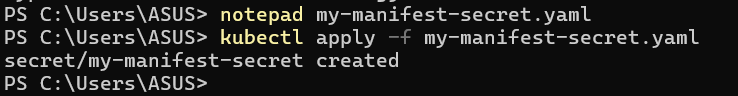 PS C:\Users\ASUS> notepad my-manifest-secret.yaml
PS C:\Users\ASUS> kubectl apply -f my-manifest-secret.yaml
secret/my-manifest-secret created
PS C:\Users\ASUS>